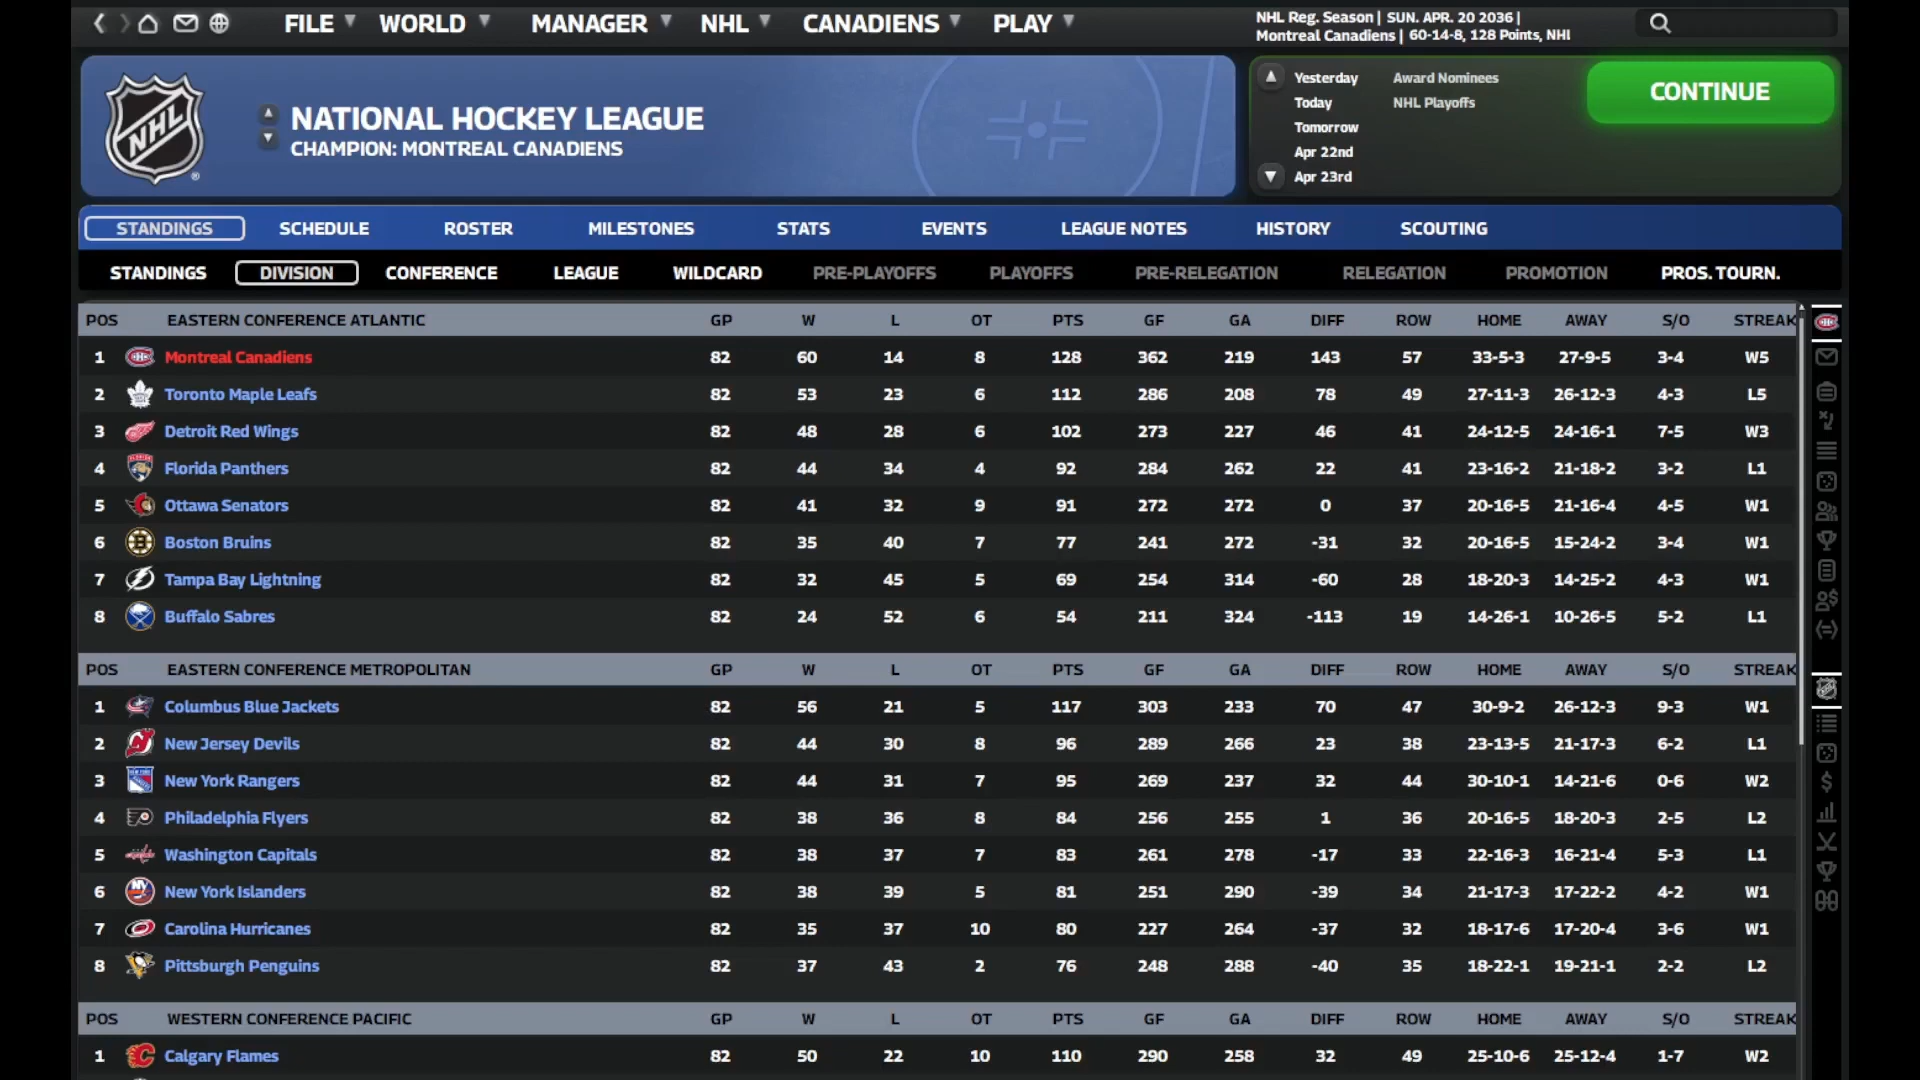 FILE WORLD MANAGER NHL CANADIENS PLAY
NHL Reg. Season | SUN. APR. 20 2036 |
Montreal Canadiens | 60-14-8, 128 Points, NHL
NHL
NATIONAL HOCKEY LEAGUE
CHAMPION: MONTREAL CANADIENS
Yesterday Award Nominees
Today NHL Playoffs
Tomorrow
Apr 22nd
Apr 23rd
CONTINUE
STANDINGS SCHEDULE ROSTER MILESTONES STATS EVENTS LEAGUE NOTES HISTORY SCOUTING
STANDINGS DIVISION CONFERENCE LEAGUE WILDCARD PRE-PLAYOFFS PLAYOFFS PRE-RELEGATION RELEGATION PROMOTION PROS. TOURN.
POS EASTERN CONFERENCE ATLANTIC GP W L OT PTS GF GA DIFF ROW HOME AWAY S/O STREAK
1 Montreal Canadiens 82 60 14 8 128 362 219 143 57 33-5-3 27-9-5 3-4 W5
2 Toronto Maple Leafs 82 53 23 6 112 286 208 78 49 27-11-3 26-12-3 4-3 L5
3 Detroit Red Wings 82 48 28 6 102 273 227 46 41 24-12-5 24-16-1 7-5 W3
4 Florida Panthers 82 44 34 4 92 284 262 22 41 23-16-2 21-18-2 3-2 L1
5 Ottawa Senators 82 41 32 9 91 272 272 0 37 20-16-5 21-16-4 4-5 W1
6 Boston Bruins 82 35 40 7 77 241 272 -31 32 20-16-5 15-24-2 3-4 W1
7 Tampa Bay Lightning 82 32 45 5 69 254 314 -60 28 18-20-3 14-25-2 4-3 W1
8 Buffalo Sabres 82 24 52 6 54 211 324 -113 19 14-26-1 10-26-5 5-2 L1
POS EASTERN CONFERENCE METROPOLITAN GP W L OT PTS GF GA DIFF ROW HOME AWAY S/O STREAK
1 Columbus Blue Jackets 82 56 21 5 117 303 233 70 47 30-9-2 26-12-3 9-3 W1
2 New Jersey Devils 82 44 30 8 96 289 266 23 38 23-13-5 21-17-3 6-2 L1
3 New York Rangers 82 44 31 7 95 269 237 32 44 30-10-1 14-21-6 0-6 W2
4 Philadelphia Flyers 82 38 36 8 84 256 255 1 36 20-16-5 18-20-3 2-5 L2
5 Washington Capitals 82 38 37 7 83 261 278 -17 33 22-16-3 16-21-4 5-3 L1
6 New York Islanders 82 38 39 5 81 251 290 -39 34 21-17-3 17-22-2 4-2 W1
7 Carolina Hurricanes 82 35 37 10 80 227 264 -37 32 18-17-6 17-20-4 3-6 W1
8 Pittsburgh Penguins 82 37 43 2 76 248 288 -40 35 18-22-1 19-21-1 2-2 L2
POS WESTERN CONFERENCE PACIFIC GP W L OT PTS GF GA DIFF ROW HOME AWAY S/O STREAK
1 Calgary Flames 82 50 22 10 110 290 258 32 49 25-10-6 25-12-4 1-7 W2